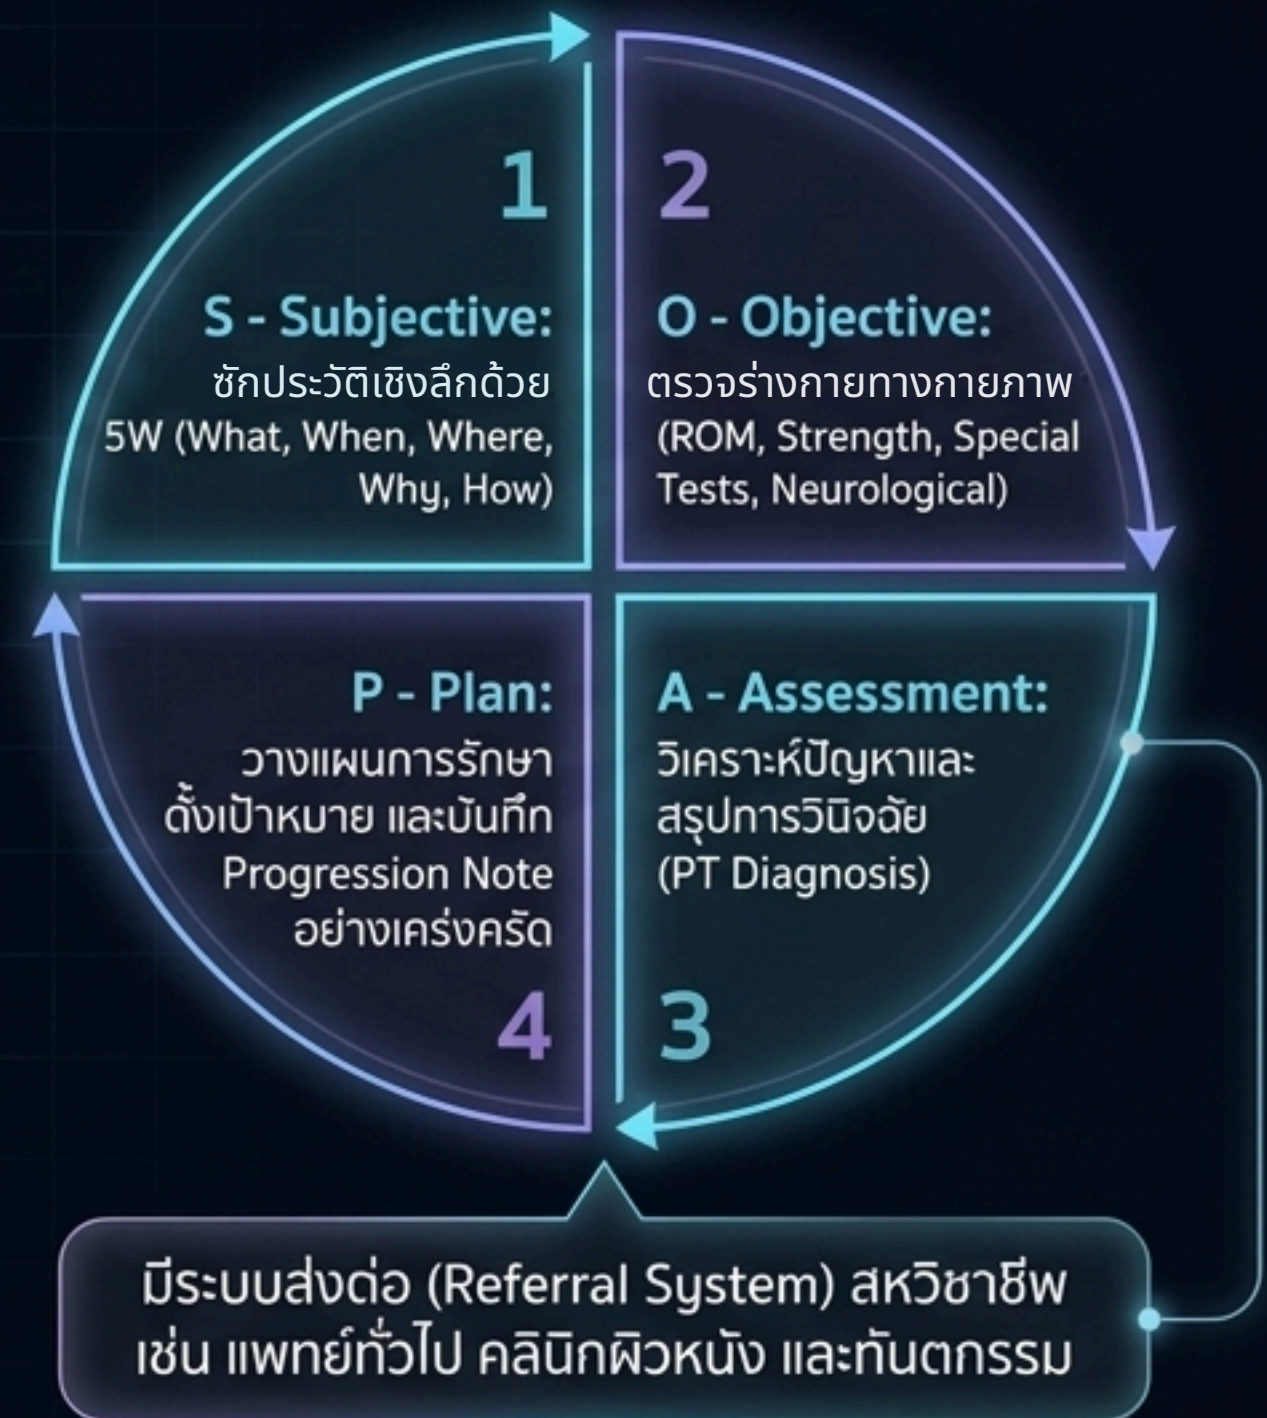 1
S - Subjective:
ซักประวัติเชิงลึกด้วย
5W (What, When, Where,
Why, How)
2
O - Objective:
ตรวจร่างกายทางกายภาพ
(ROM, Strength, Special
Tests, Neurological)
A - Assessment:
วิเคราะห์ปัญหาและ
สรุปการวินิจฉัย
(PT Diagnosis)
3
P - Plan:
วางแผนการรักษา
ตั้งเป้าหมาย และบันทึก
Progression Note
อย่างเคร่งครัด
4
มีระบบส่งต่อ (Referral System) สหวิชาชีพ
เช่น แพทย์ทั่วไป คลินิกผิวหนัง และทันตกรรม